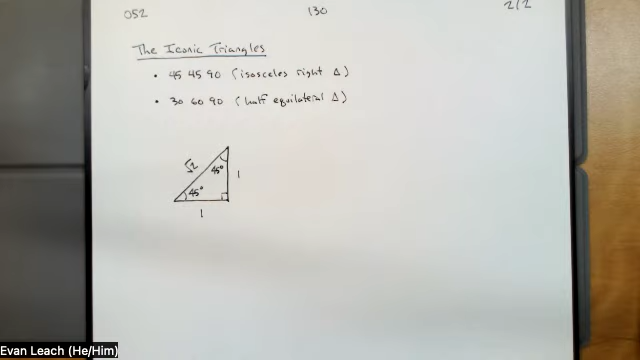 052 130 2/2
The Iconic Triangles
• 45 45 90 (isosceles right Δ)
• 30 60 90 (half equilateral Δ)
√2 45° 1
45°
1
Evan Leach (He/Him)